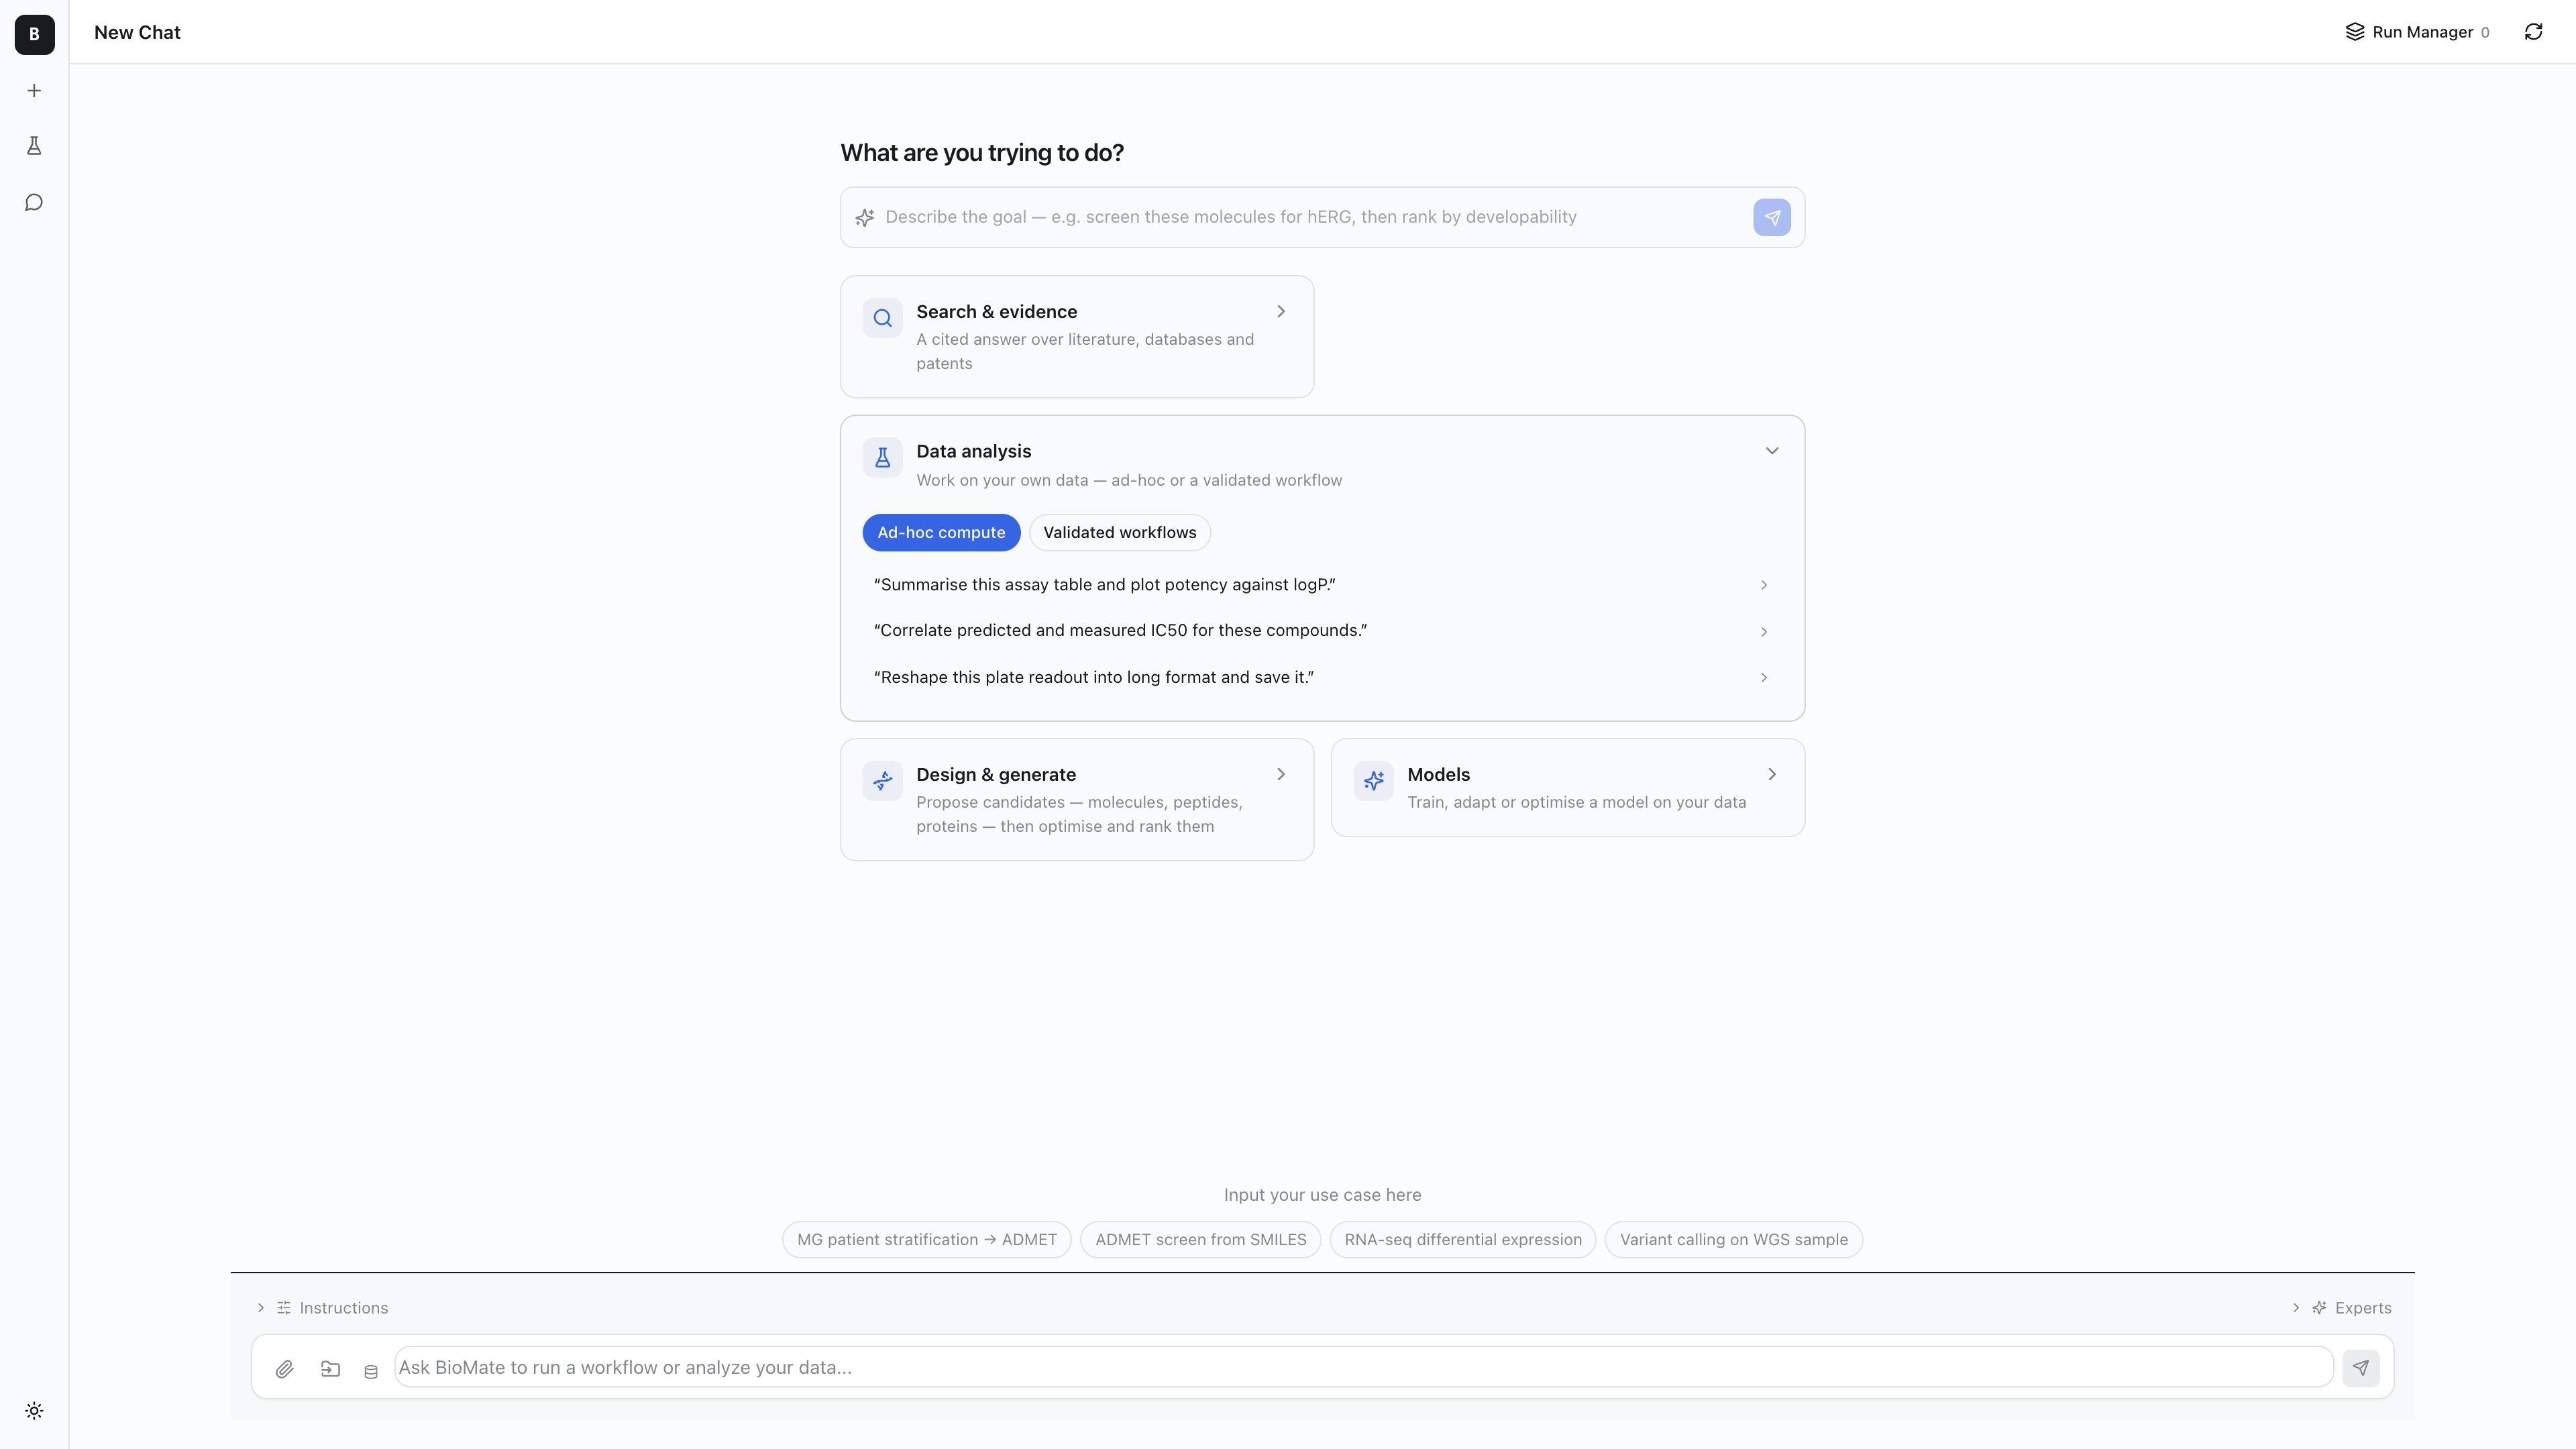 B
New Chat
Run Manager 0
What are you trying to do?
Describe the goal — e.g. screen these molecules for hERG, then rank by developability
Search & evidence
A cited answer over literature, databases and
patents
Data analysis
Work on your own data — ad-hoc or a validated workflow
Ad-hoc compute
Validated workflows
“Summarise this assay table and plot potency against logP.”
“Correlate predicted and measured IC50 for these compounds.”
“Reshape this plate readout into long format and save it.”
Design & generate
Propose candidates — molecules, peptides,
proteins — then optimise and rank them
Models
Train, adapt or optimise a model on your data
Input your use case here
MG patient stratification → ADMET
ADMET screen from SMILES
RNA-seq differential expression
Variant calling on WGS sample
Instructions
Experts
Ask BioMate to run a workflow or analyze your data...